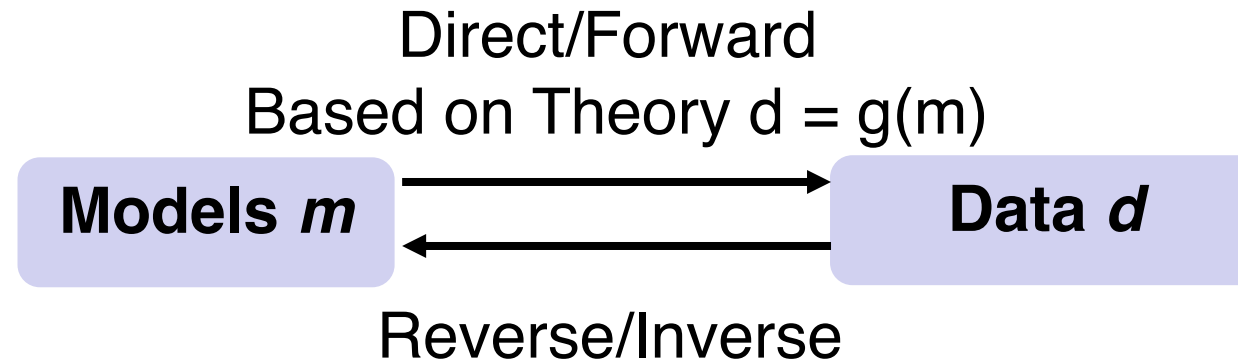 Direct/Forward
Based on Theory d = g(m)
Models m
Data d
Reverse/Inverse